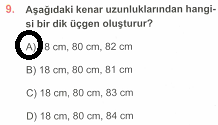 9. Aşağıdaki kenar uzunluklarından hangi-
si bir dik üçgen oluşturur?
A) 8 cm, 80 cm, 82 cm
B) 18 cm, 80 cm, 81 cm
C) 18 cm, 80 cm, 83 cm
D) 18 cm, 80 cm, 84 cm